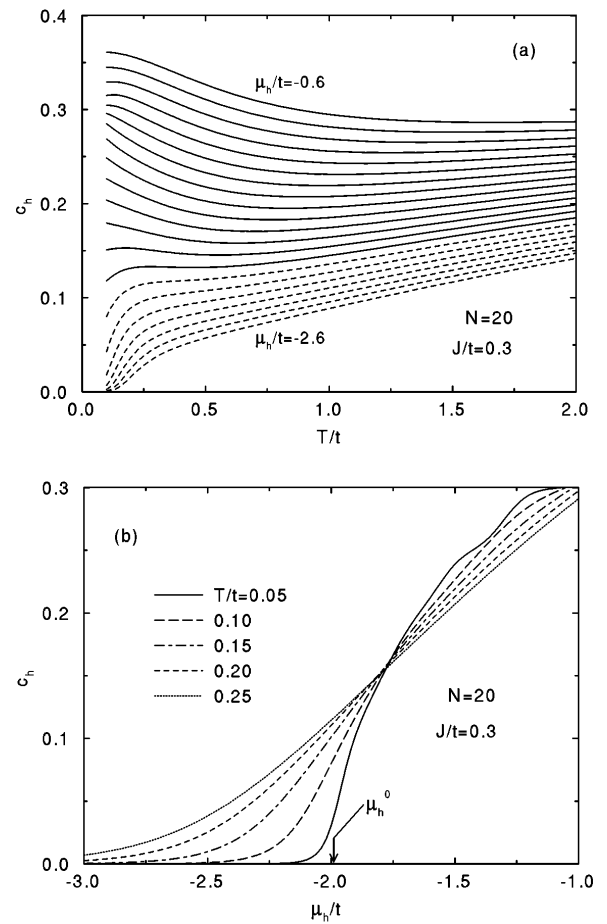 (a)
0.4
0.3
0.2
0.1
0.0
c_h
μ_h/t=-0.6
μ_h/t=-2.6
N=20
J/t=0.3
0.0 0.5 1.0 1.5 2.0
T/t
(b)
0.3
0.2
0.1
0.0
c_h
T/t=0.05
0.10
0.15
0.20
0.25
N=20
J/t=0.3
μ_h^0
-3.0 -2.5 -2.0 -1.5 -1.0
μ_h/t